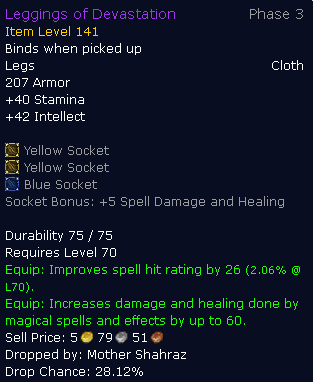 Leggings of Devastation Phase 3
Item Level 141
Binds when picked up
Legs Cloth
207 Armor
+40 Stamina
+42 Intellect
Yellow Socket
Yellow Socket
Blue Socket
Socket Bonus: +5 Spell Damage and Healing
Durability 75 / 75
Requires Level 70
Equip: Improves spell hit rating by 26 (2.06% @
L70).
Equip: Increases damage and healing done by
magical spells and effects by up to 60.
Sell Price: 5 79 51
Dropped by: Mother Shahraz
Drop Chance: 28.12%